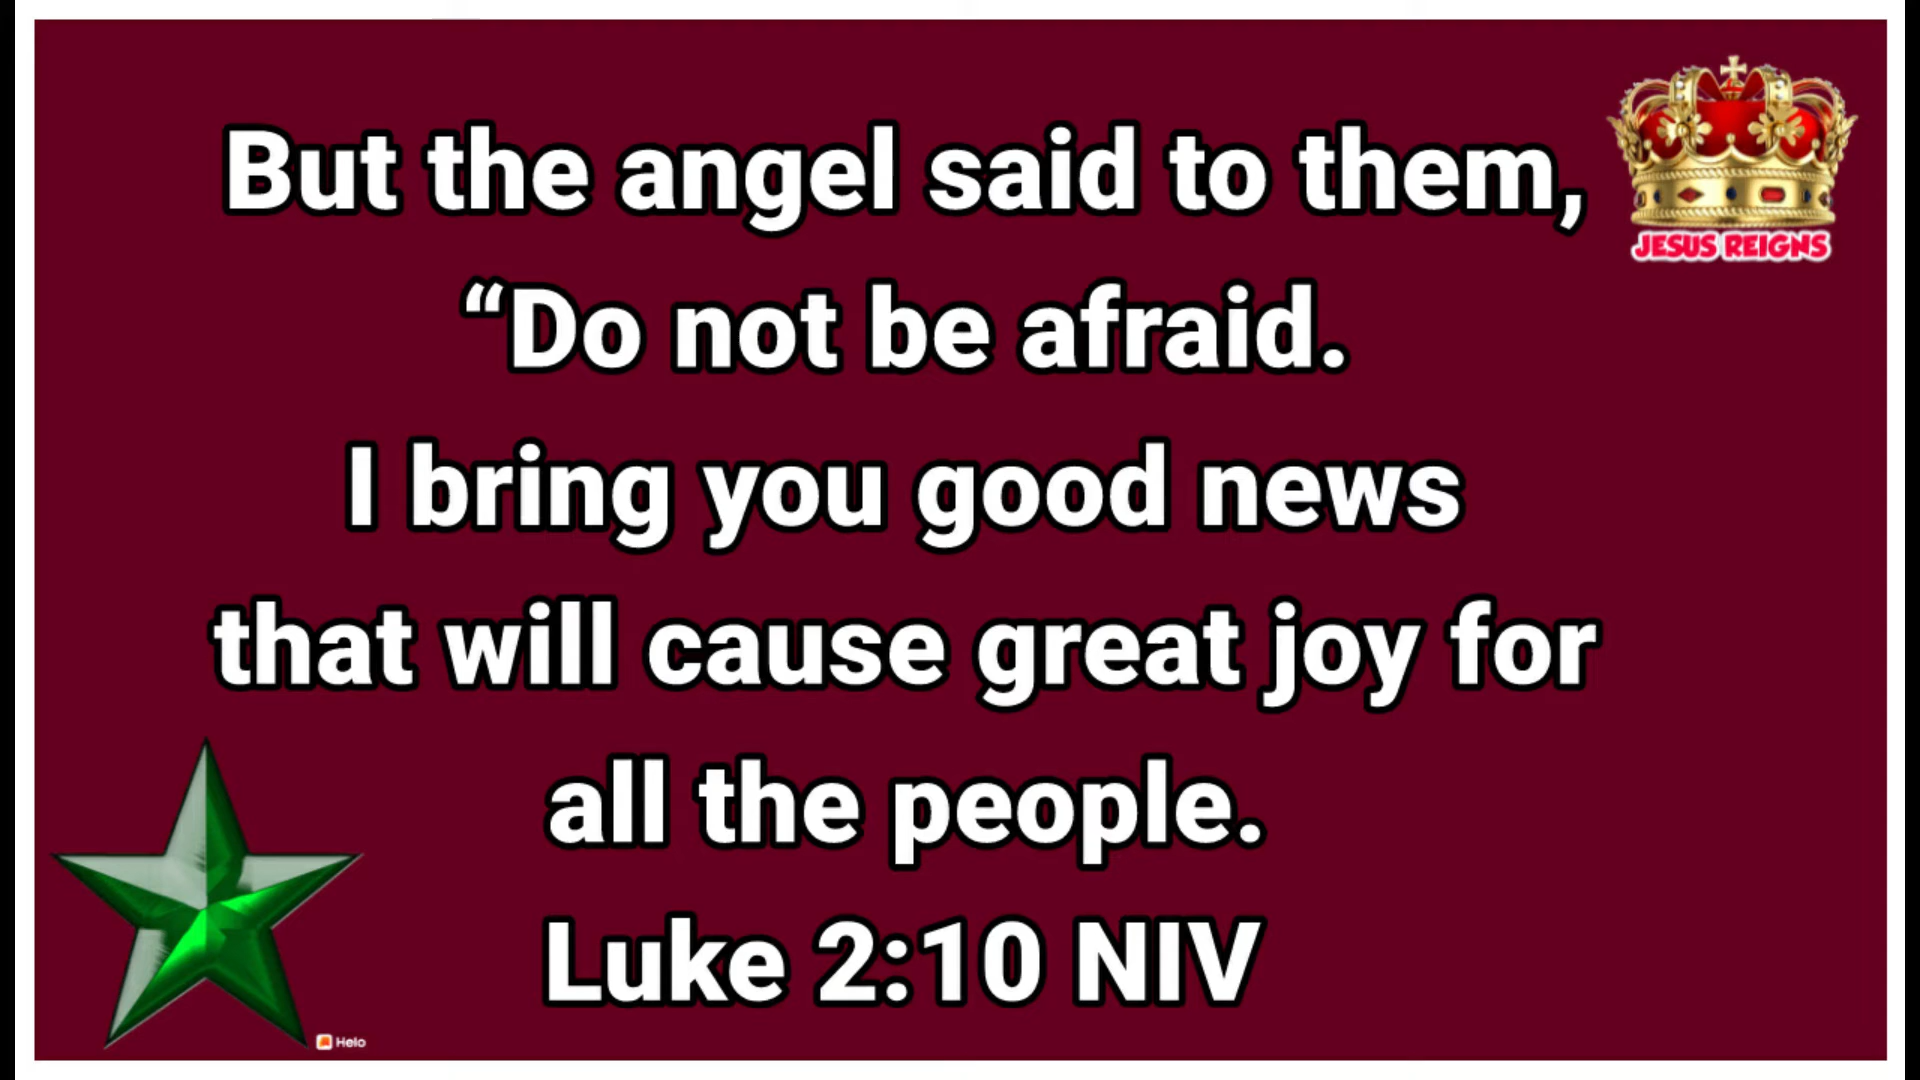 But the angel said to them,
JESUS REIGNS
“Do not be afraid.
I bring you good news
that will cause great joy for
all the people.
Luke 2:10 NIV
Helo